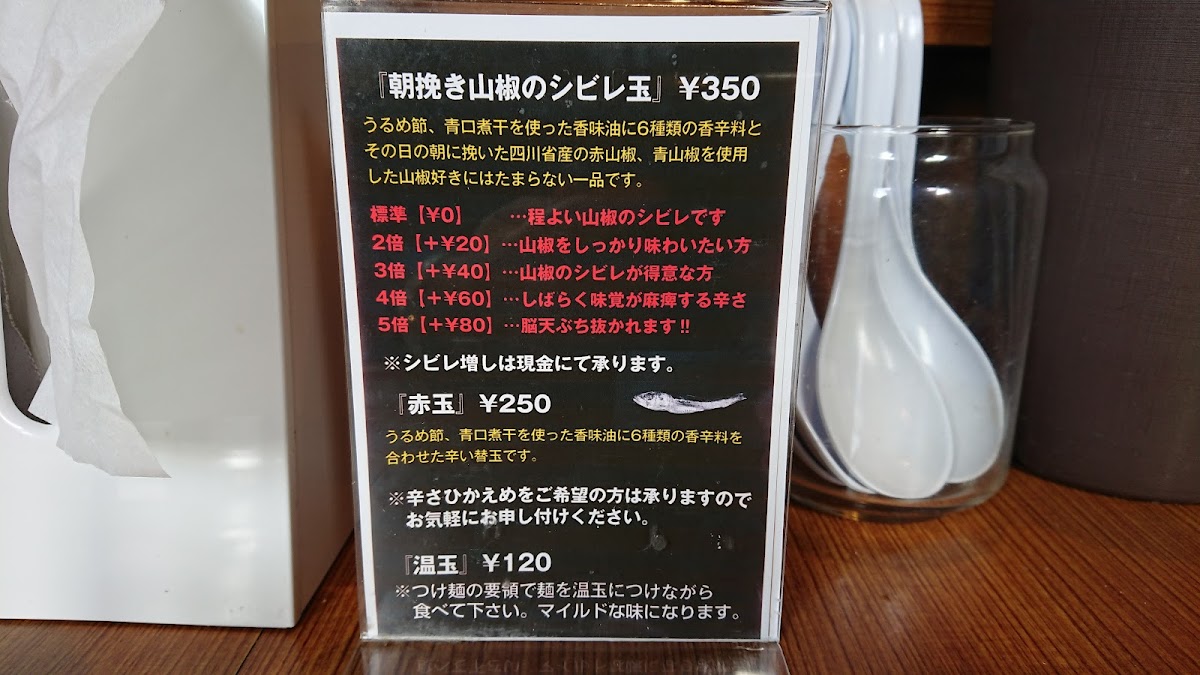 『朝挽き山椒のシビレ玉』 ¥350
うるめ節、青口煮干を使った香味油に6種類の香辛料と
その日の朝に挽いた四川省産の赤山椒、青山椒を使用
した山椒好きにはたまらない一品です。
標準【¥0】 …程よい山椒のシビレです
2倍【+¥20】…山椒をしっかり味わいたい方
3倍【+¥40】…山椒のシビレが得意な方
4倍【+¥60】…しばらく味覚が麻痺する辛さ
5倍【+¥80】…脳天ぶち抜かれます!!
※シビレ増しは現金にて承ります。
『赤玉』 ¥250
うるめ節、青口煮干を使った香味油に6種類の香辛料を
合わせた辛い替玉です。
※辛さひかえめをご希望の方は承りますので
お気軽にお申し付けください。
『温玉』 ¥120
※つけ麺の要領で麺を温玉につけながら
食べて下さい。マイルドな味になります。